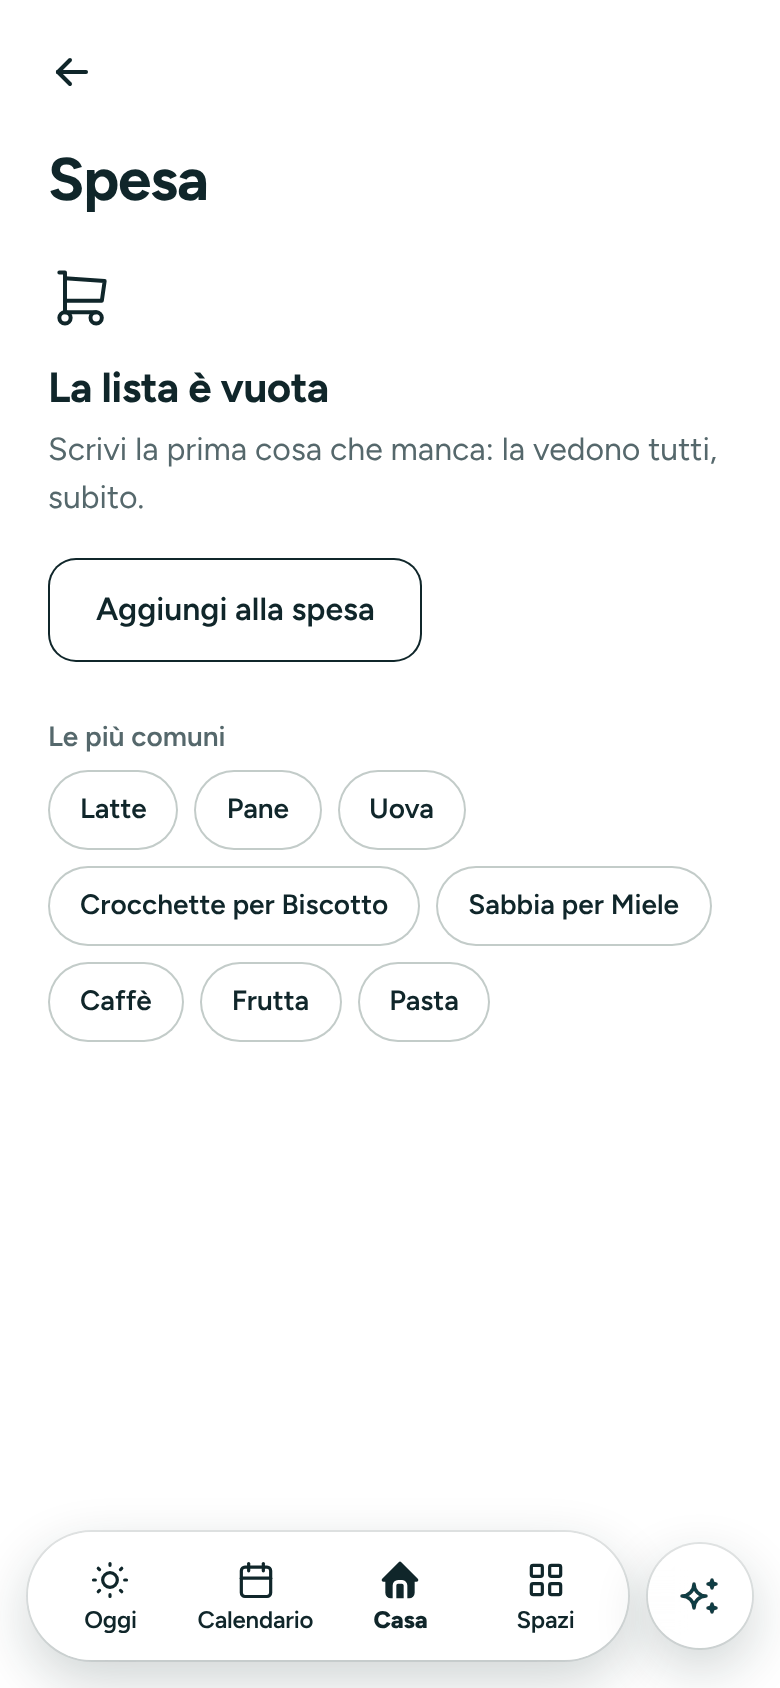 Spesa
La lista è vuota
Scrivi la prima cosa che manca: la vedono tutti,
subito.
Aggiungi alla spesa
Le più comuni
Latte Pane Uova
Crocchette per Biscotto Sabbia per Miele
Caffè Frutta Pasta
Oggi Calendario Casa Spazi